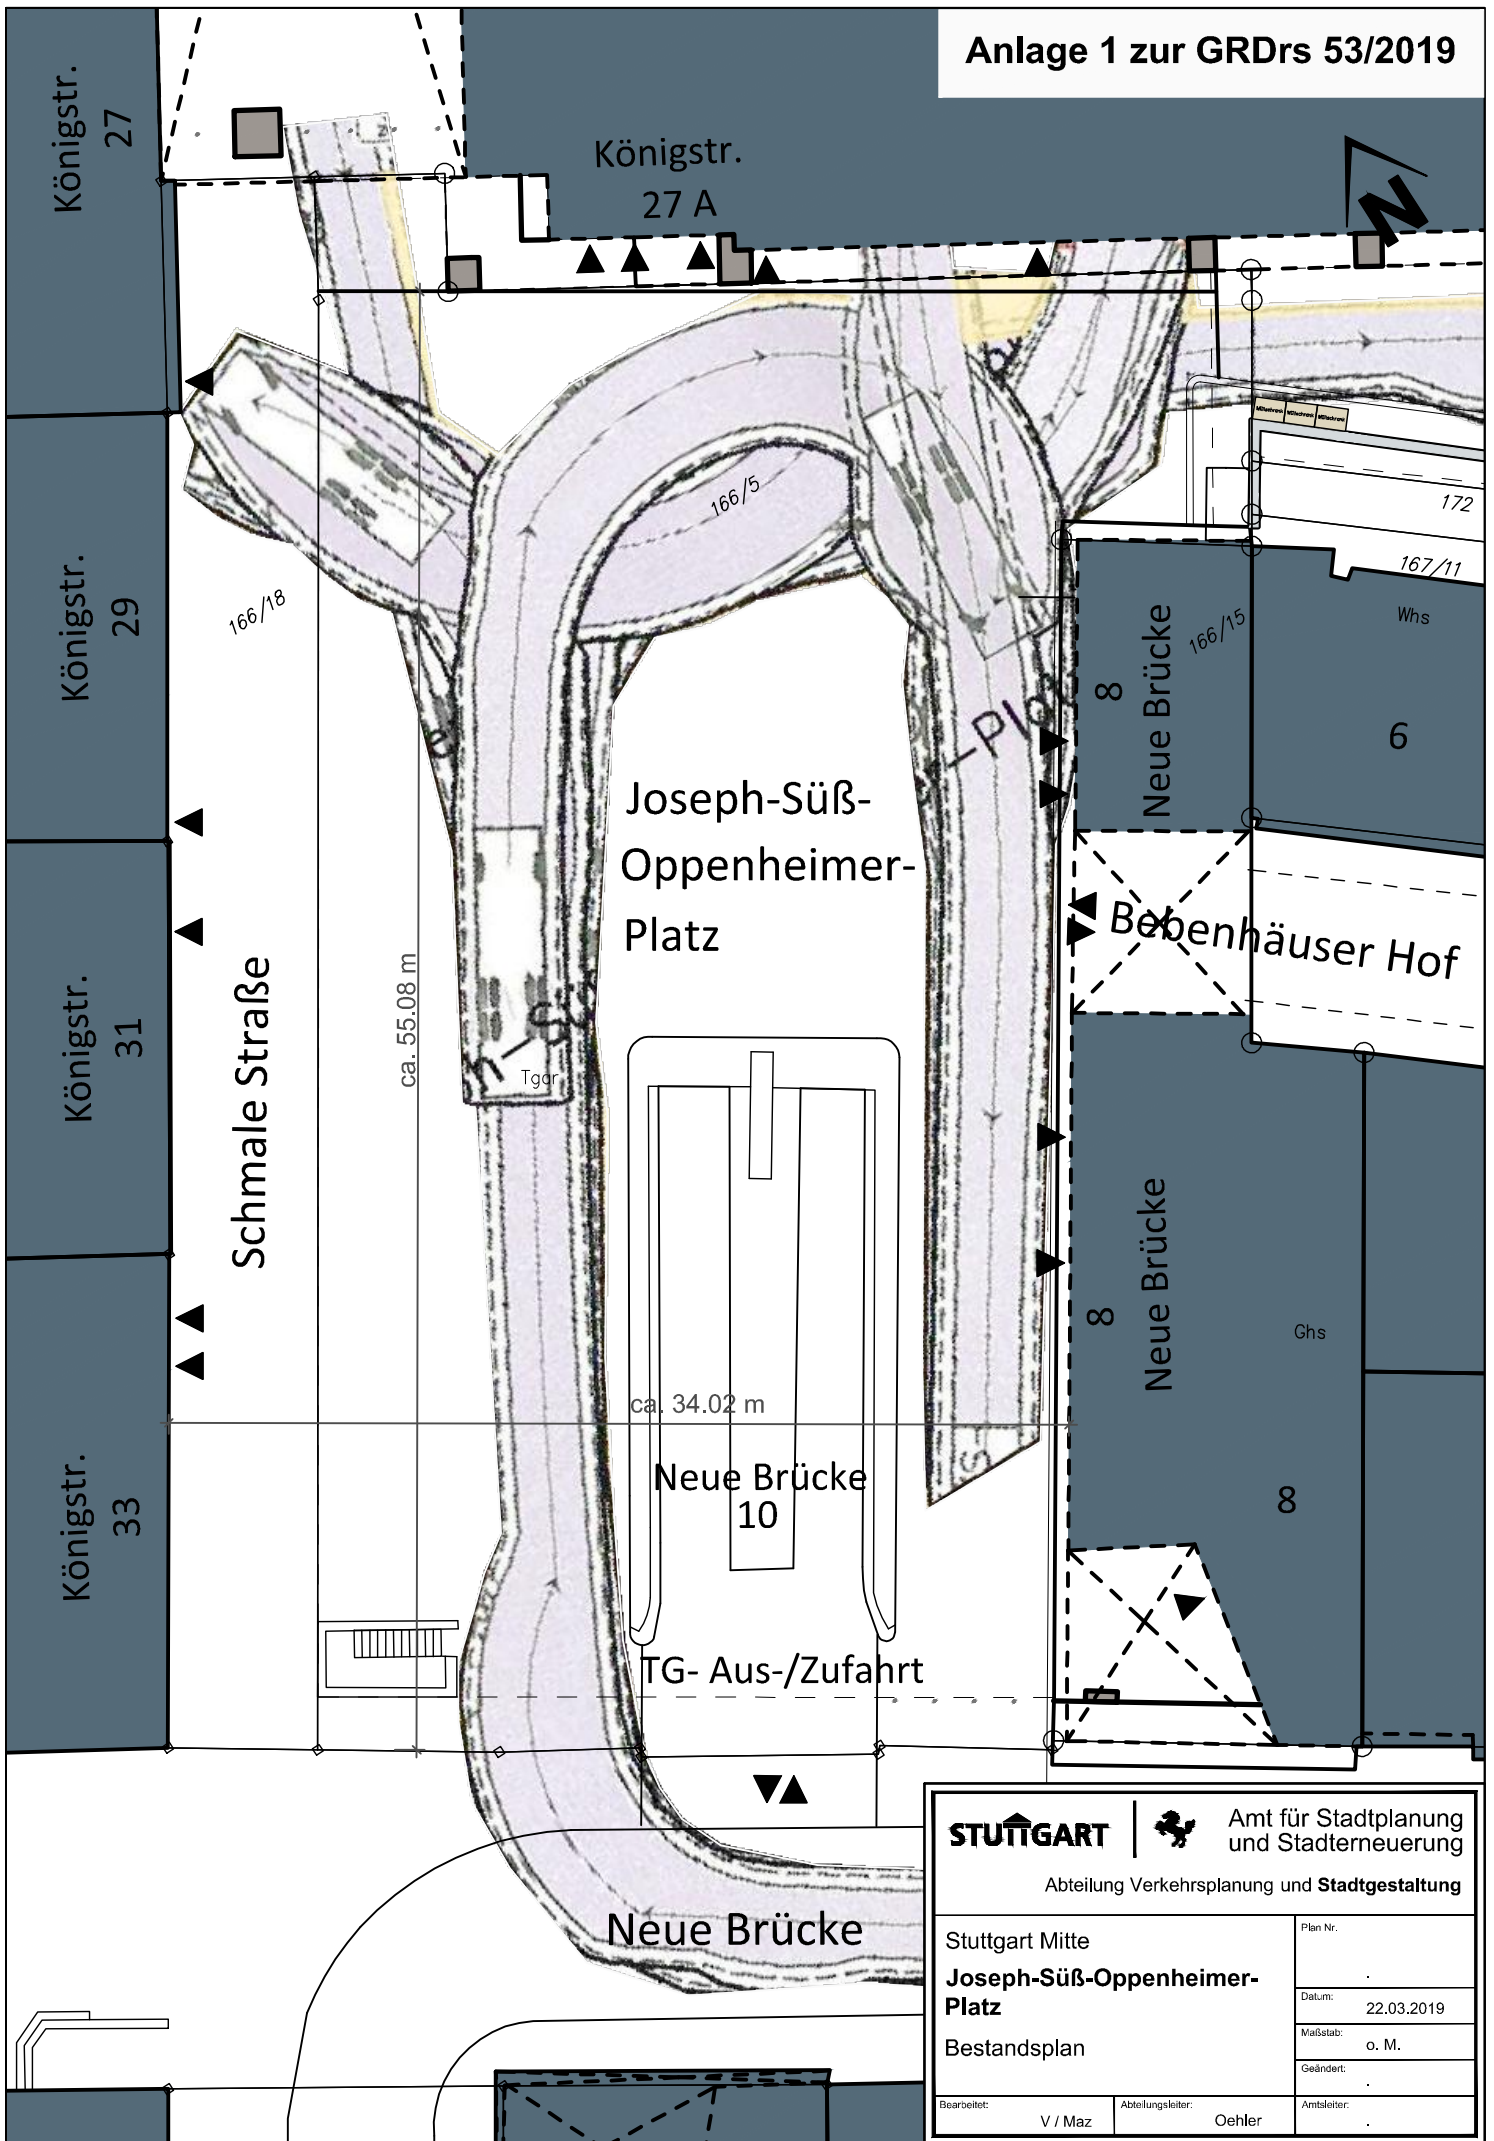 Anlage 1 zur GRDrs 53/2019
Königstr.
27
Königstr.
27 A
N
Müllschrank Müllschrank Müllschrank
172
167/11
166/5
166/18
166/15
Königstr.
29
Neue Brücke
8
Whs
6
-Plat
Joseph-Süß-
Oppenheimer-
Platz
Bebenhäuser Hof
Königstr.
31
Schmale Straße
ca. 55.08 m
Tgar
Neue Brücke
8
Ghs
8
ca. 34.02 m
Neue Brücke
10
Königstr.
33
TG- Aus-/Zufahrt
Neue Brücke
STUTTGART
Amt für Stadtplanung
und Stadterneuerung
Abteilung Verkehrsplanung und Stadtgestaltung
Stuttgart Mitte
Joseph-Süß-Oppenheimer-
Platz
Bestandsplan
Plan Nr.
.
Datum:
22.03.2019
Maßstab:
o. M.
Geändert:
.
Bearbeitet:
V / Maz
Abteilungsleiter:
Oehler
Amtsleiter:
.